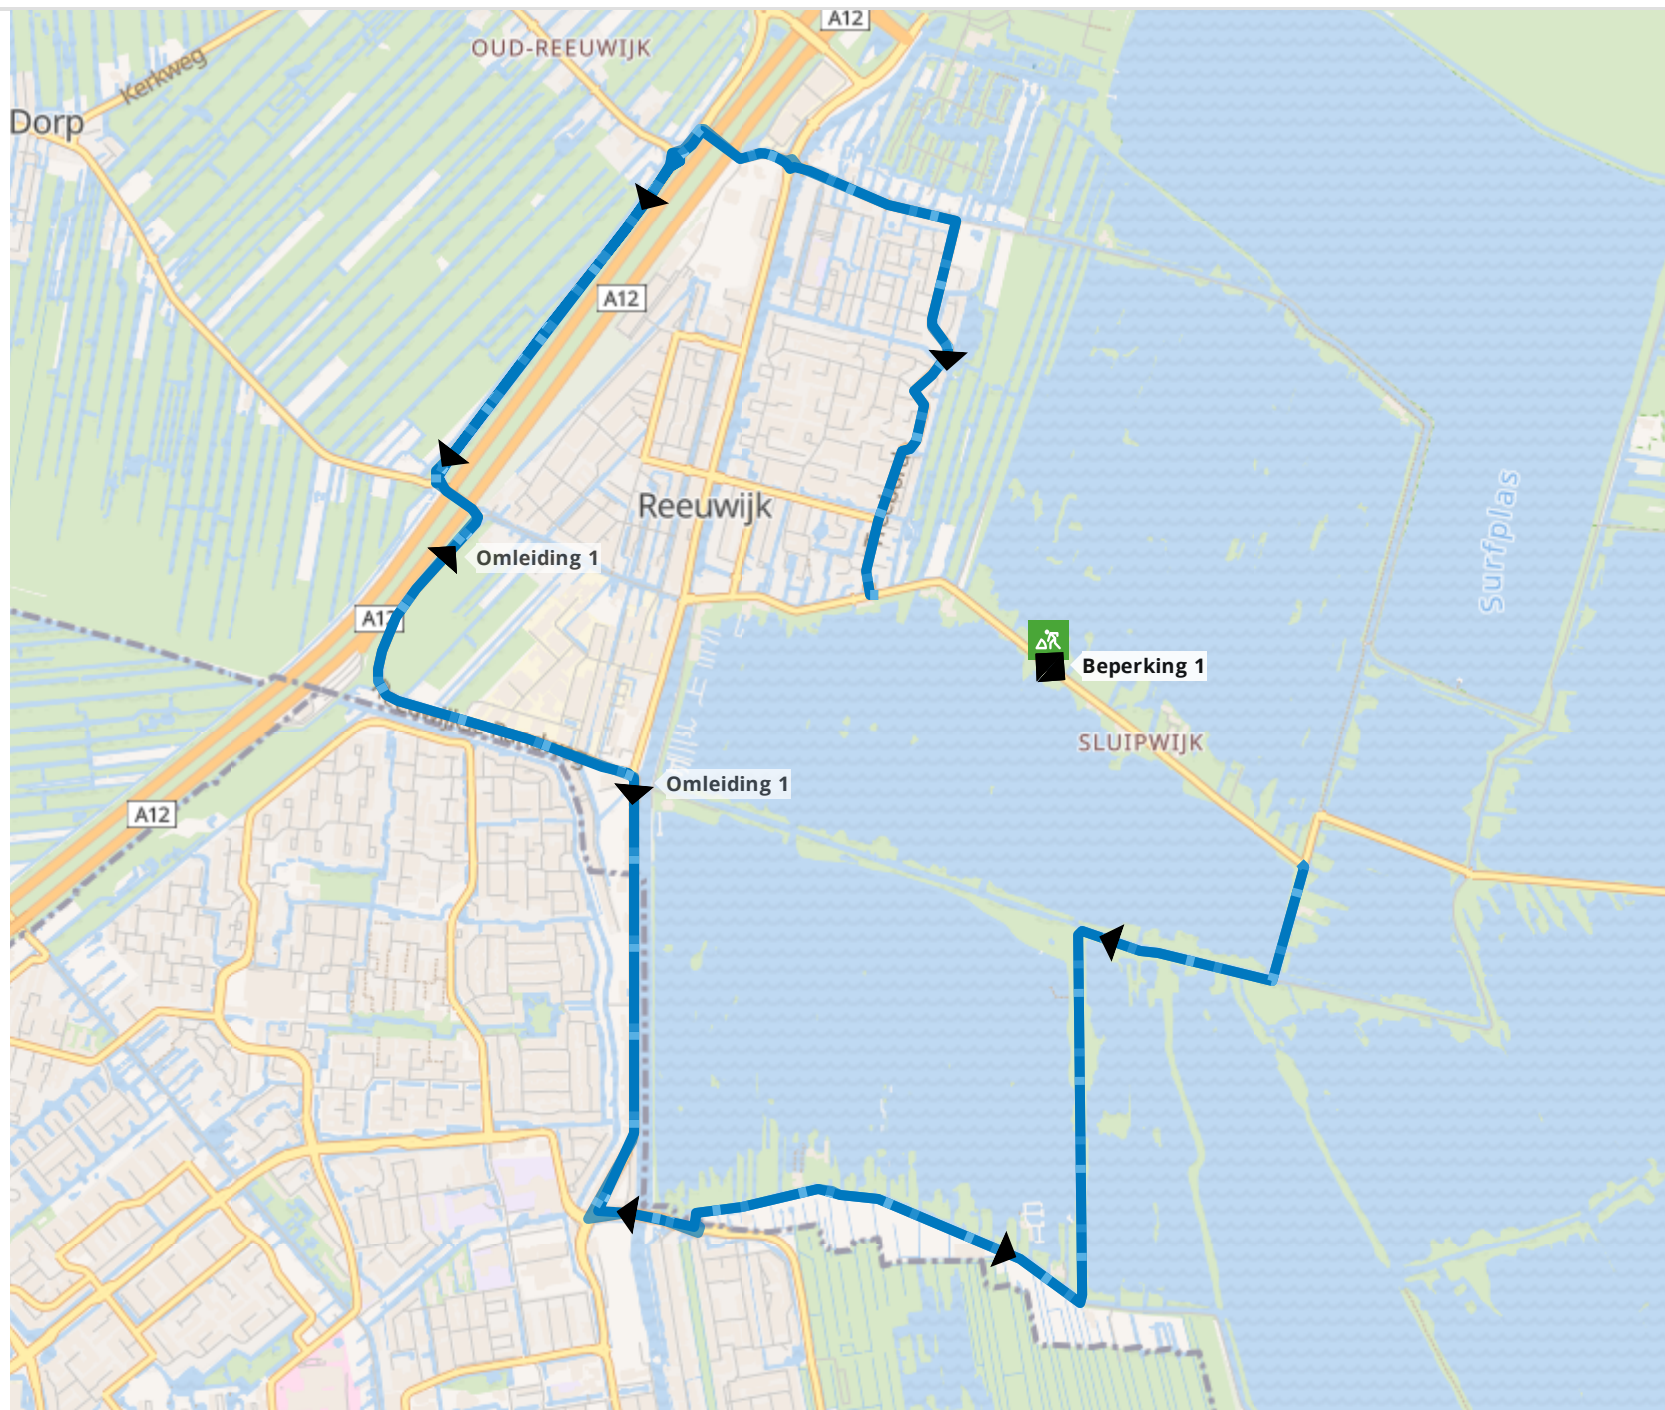 A12
OUD-REEUWIJK
Kerkweg
Dorp
A12
Reeuwijk
Surfplas
Omleiding 1
A12
Beperking 1
SLUIPWIJK
Omleiding 1
A12